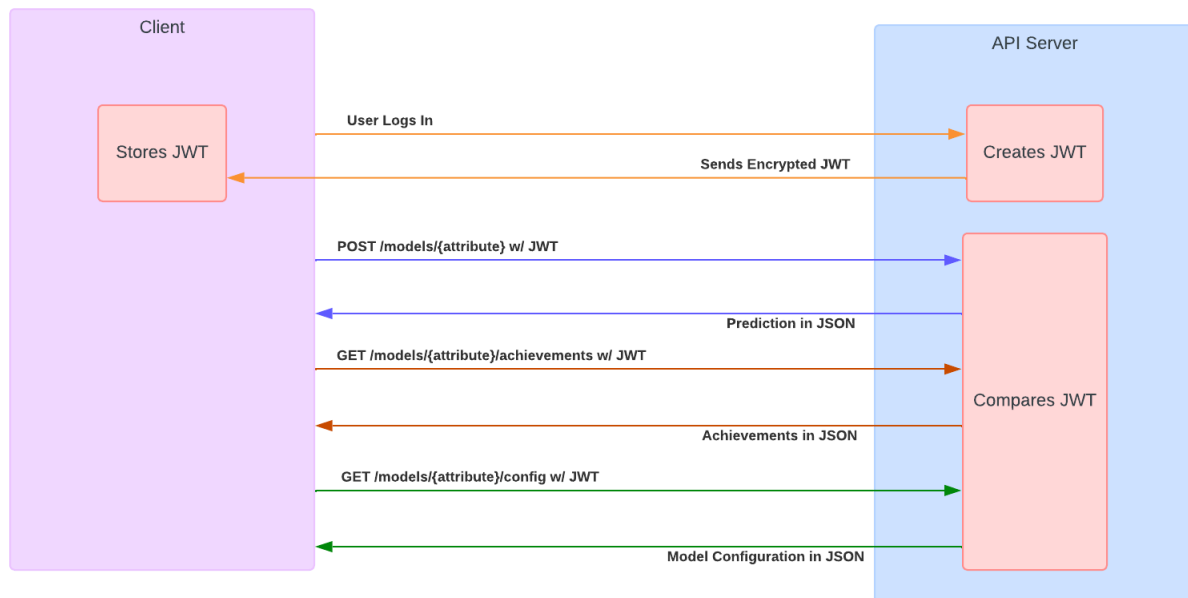 Client
API Server
User Logs In
Stores JWT
Creates JWT
Sends Encrypted JWT
POST /models/{attribute} w/ JWT
Prediction in JSON
GET /models/{attribute}/achievements w/ JWT
Compares JWT
Achievements in JSON
GET /models/{attribute}/config w/ JWT
Model Configuration in JSON